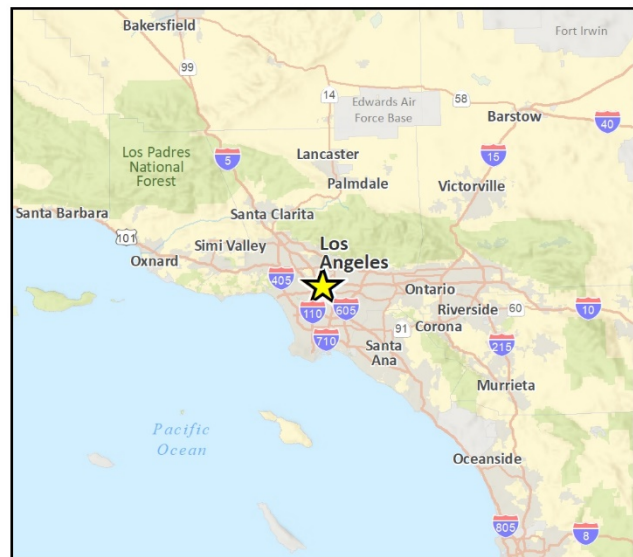 Bakersfield
Fort Irwin
99
14
Edwards Air
Force Base
58
Barstow
40
Los Padres
National
Forest
5
Lancaster
15
Palmdale
Victorville
Santa Barbara
Santa Clarita
101
Simi Valley
Los
Angeles
Oxnard
405
Ontario
110
605
Riverside
60
10
91
Corona
710
Santa
Ana
215
Murrieta
Pacific
Ocean
Oceanside
805
8